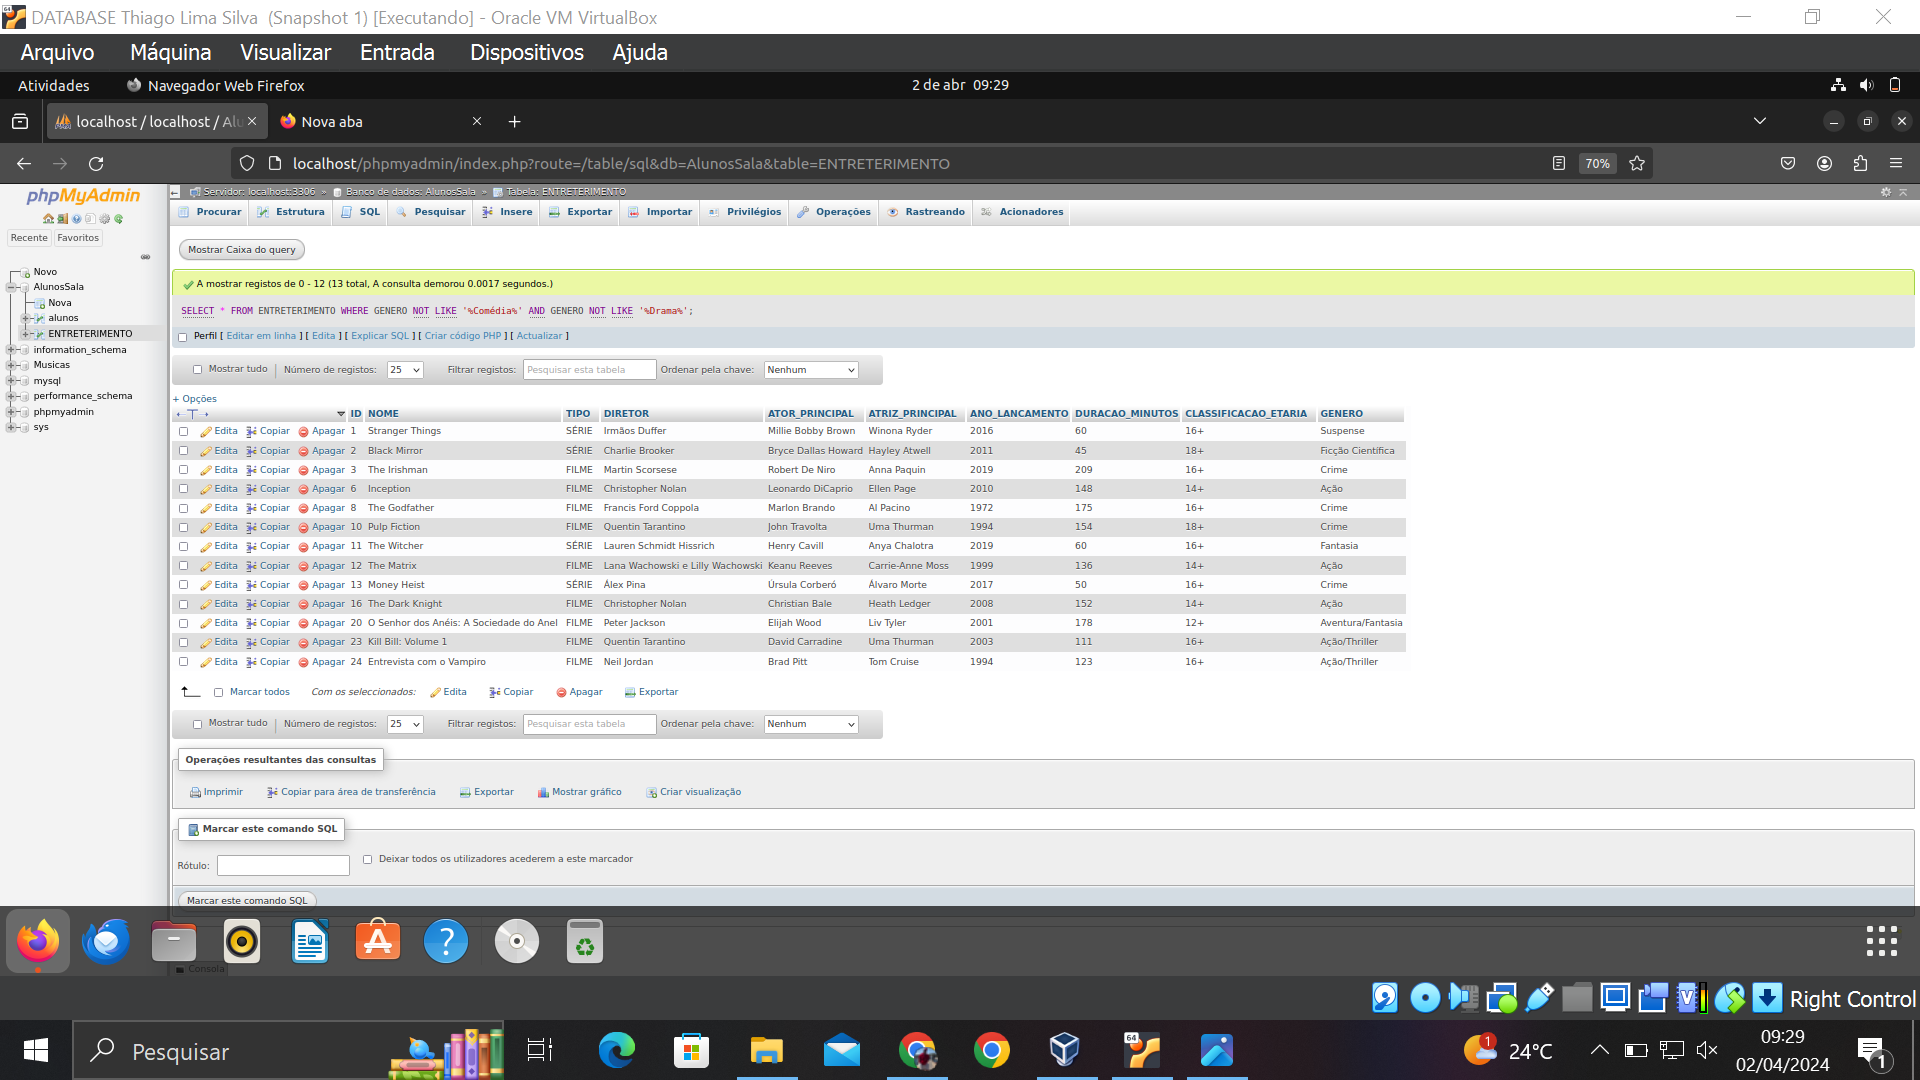 DATABASE Thiago Lima Silva (Snapshot 1) [Executando] - Oracle VM VirtualBox
Arquivo Máquina Visualizar Entrada Dispositivos Ajuda
Atividades Navegador Web Firefox 2 de abr 09:29
localhost / localhost / Alu Nova aba
localhost/phpmyadmin/index.php?route=/table/sql&db=AlunosSala&table=ENTRETERIMENTO 70%
phpMyAdmin
Recente Favoritos
Novo
AlunosSala
Nova
alunos
ENTRETERIMENTO
information_schema
Musicas
mysql
performance_schema
phpmyadmin
sys
Servidor: localhost:3306 » Banco de dados: AlunosSala » Tabela: ENTRETERIMENTO
Procurar Estrutura SQL Pesquisar Insere Exportar Importar Privilégios Operações Rastreando Acionadores
Mostrar Caixa do query
A mostrar registos de 0 - 12 (13 total, A consulta demorou 0.0017 segundos.)
SELECT * FROM ENTRETERIMENTO WHERE GENERO NOT LIKE '%Comédia%' AND GENERO NOT LIKE '%Drama%';
Perfil [ Editar em linha ] [ Edita ] [ Explicar SQL ] [ Criar código PHP ] [ Actualizar ]
Mostrar tudo Número de registos: 25 Filtrar registos: Pesquisar esta tabela Ordenar pela chave: Nenhum
+ Opções
ID NOME TIPO DIRETOR ATOR_PRINCIPAL ATRIZ_PRINCIPAL ANO_LANCAMENTO DURACAO_MINUTOS CLASSIFICACAO_ETARIA GENERO
Edita Copiar Apagar 1 Stranger Things SÉRIE Irmãos Duffer Millie Bobby Brown Winona Ryder 2016 60 16+ Suspense
Edita Copiar Apagar 2 Black Mirror SÉRIE Charlie Brooker Bryce Dallas Howard Hayley Atwell 2011 45 18+ Ficção Científica
Edita Copiar Apagar 3 The Irishman FILME Martin Scorsese Robert De Niro Anna Paquin 2019 209 16+ Crime
Edita Copiar Apagar 6 Inception FILME Christopher Nolan Leonardo DiCaprio Ellen Page 2010 148 14+ Ação
Edita Copiar Apagar 8 The Godfather FILME Francis Ford Coppola Marlon Brando Al Pacino 1972 175 16+ Crime
Edita Copiar Apagar 10 Pulp Fiction FILME Quentin Tarantino John Travolta Uma Thurman 1994 154 18+ Crime
Edita Copiar Apagar 11 The Witcher SÉRIE Lauren Schmidt Hissrich Henry Cavill Anya Chalotra 2019 60 16+ Fantasia
Edita Copiar Apagar 12 The Matrix FILME Lana Wachowski e Lilly Wachowski Keanu Reeves Carrie-Anne Moss 1999 136 14+ Ação
Edita Copiar Apagar 13 Money Heist SÉRIE Álex Pina Úrsula Corberó Álvaro Morte 2017 50 16+ Crime
Edita Copiar Apagar 16 The Dark Knight FILME Christopher Nolan Christian Bale Heath Ledger 2008 152 14+ Ação
Edita Copiar Apagar 20 O Senhor dos Anéis: A Sociedade do Anel FILME Peter Jackson Elijah Wood Liv Tyler 2001 178 12+ Aventura/Fantasia
Edita Copiar Apagar 23 Kill Bill: Volume 1 FILME Quentin Tarantino David Carradine Uma Thurman 2003 111 16+ Ação/Thriller
Edita Copiar Apagar 24 Entrevista com o Vampiro FILME Neil Jordan Brad Pitt Tom Cruise 1994 123 16+ Ação/Thriller
Marcar todos Com os seleccionados: Edita Copiar Apagar Exportar
Mostrar tudo Número de registos: 25 Filtrar registos: Pesquisar esta tabela Ordenar pela chave: Nenhum
Operações resultantes das consultas
Imprimir Copiar para área de transferência Exportar Mostrar gráfico Criar visualização
Marcar este comando SQL
Rótulo: Deixar todos os utilizadores acederem a este marcador
Marcar este comando SQL
Consola
Right Control
Pesquisar 64 1 24°C 09:29
02/04/2024 1